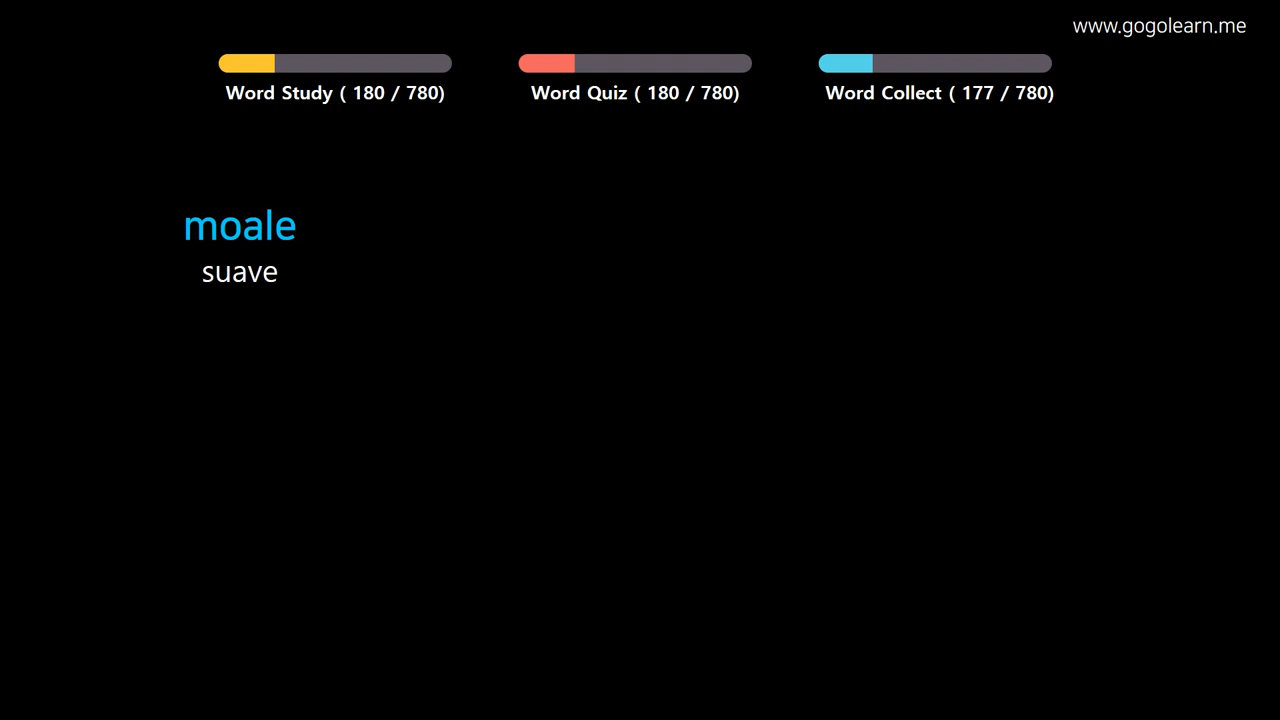 www.gogolearn.me
Word Study ( 180 / 780)
Word Quiz ( 180 / 780)
Word Collect ( 177 / 780)
moale
suave